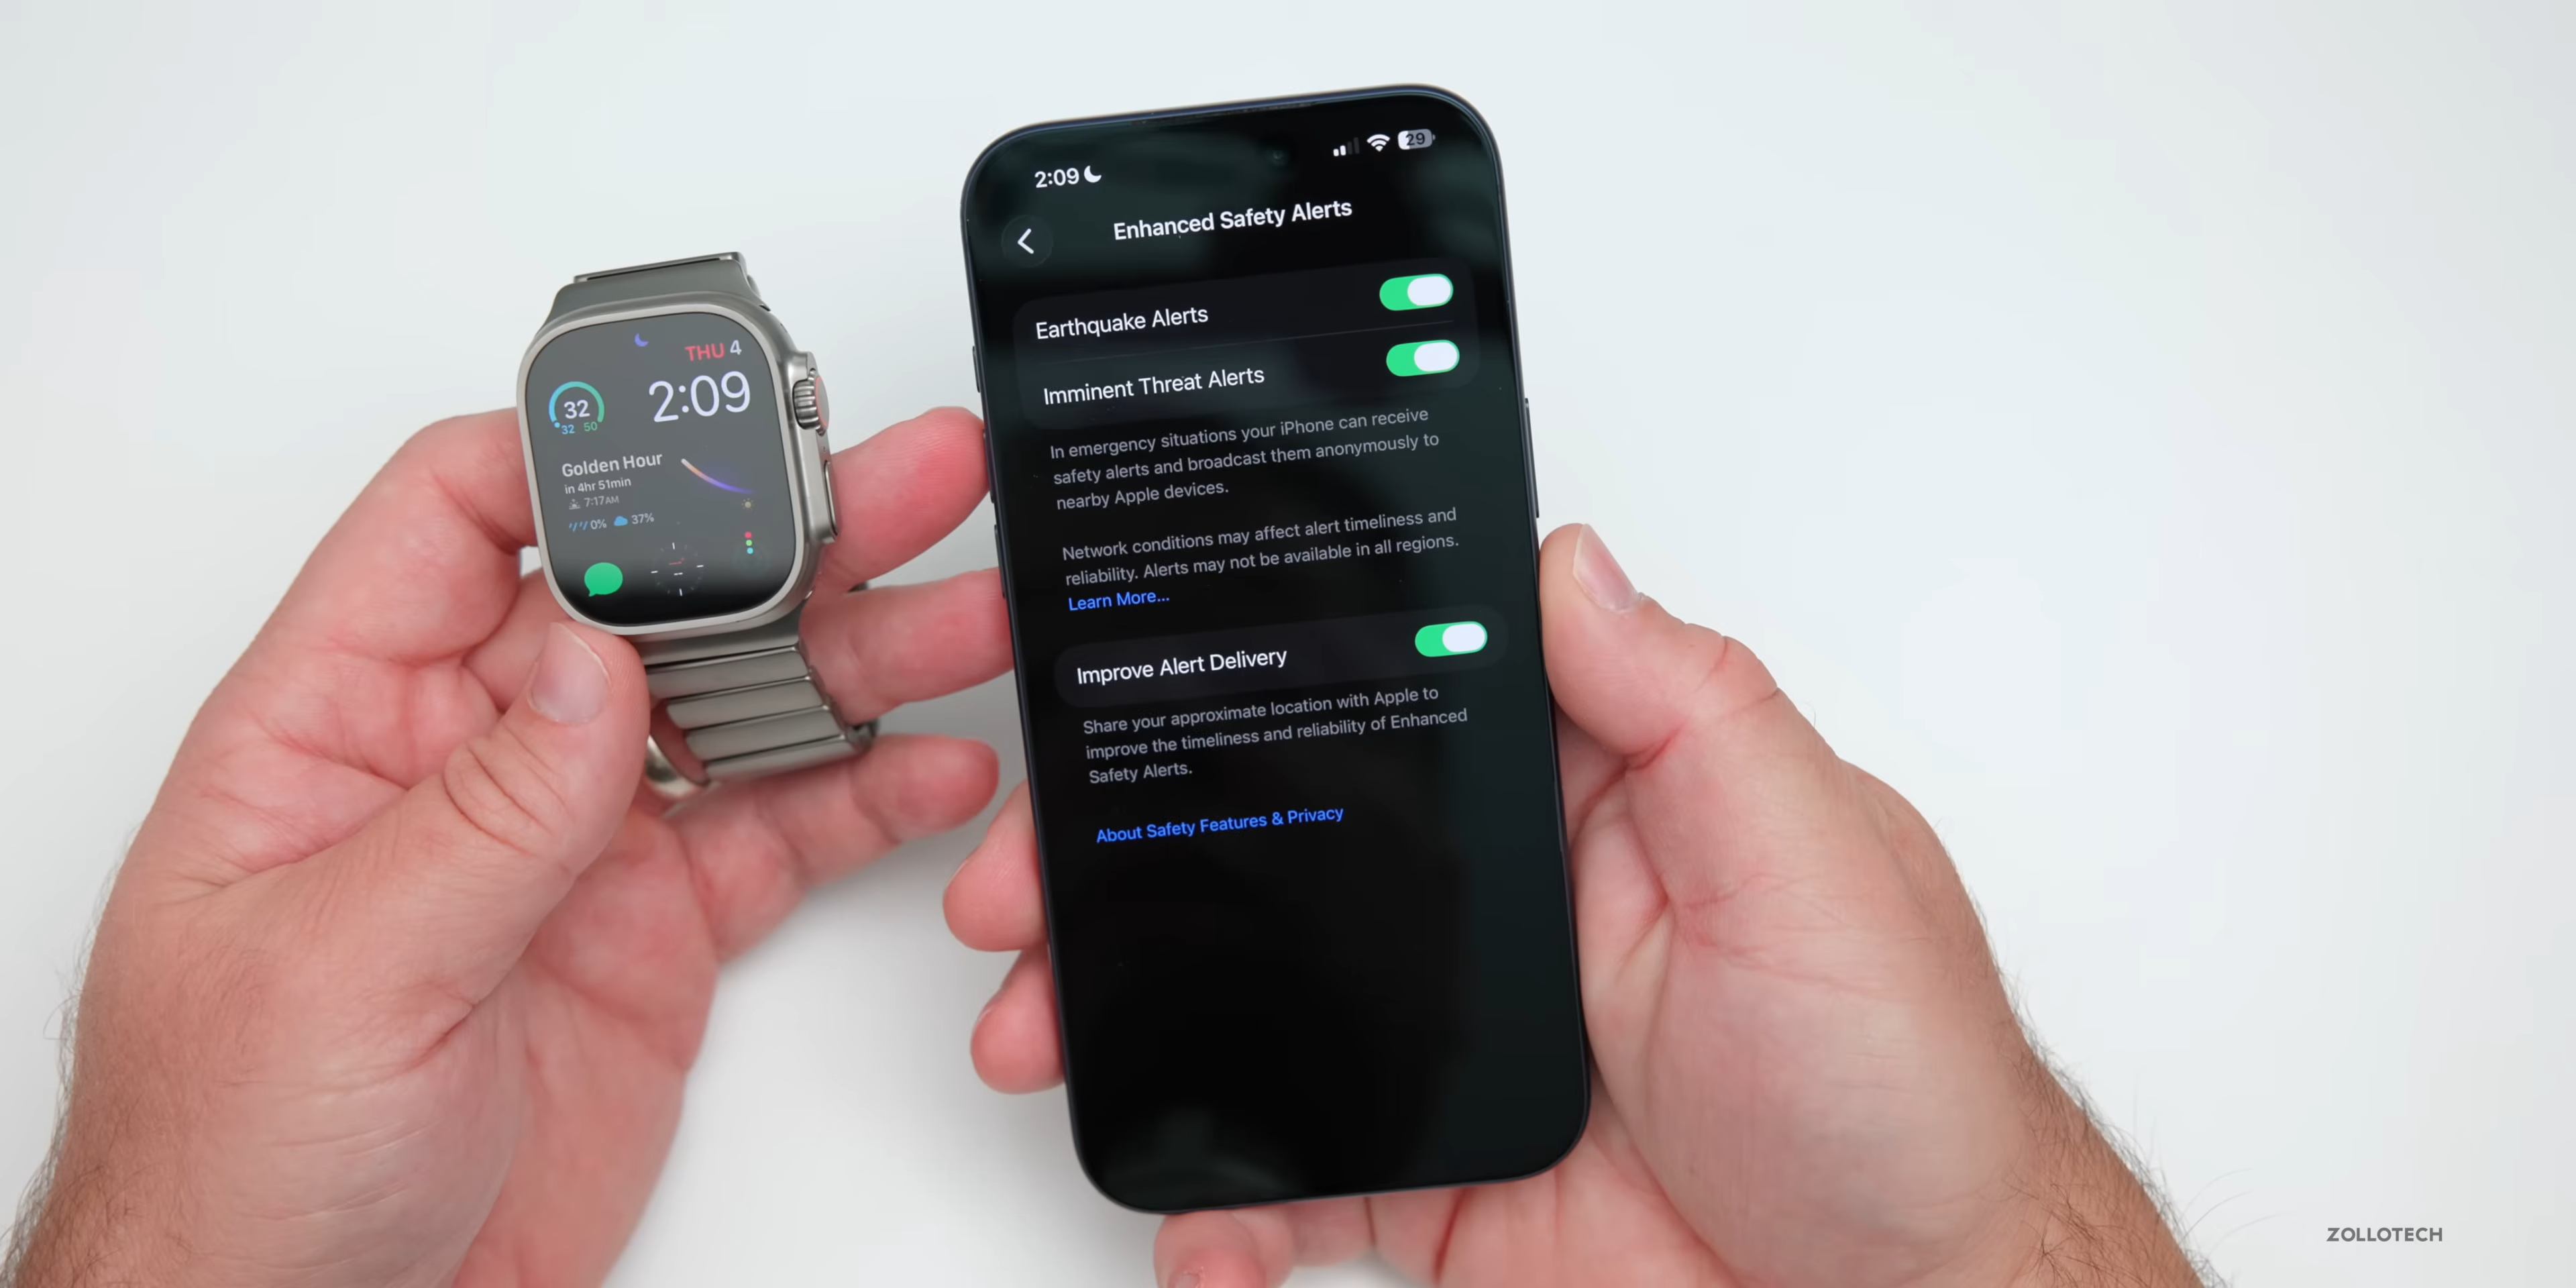 THU 4
2:09
32
32 50
Golden Hour
in 4hr 51min
7:17AM
0% 37%
2:09
29
Enhanced Safety Alerts
Earthquake Alerts
Imminent Threat Alerts
In emergency situations your iPhone can receive
safety alerts and broadcast them anonymously to
nearby Apple devices.
Network conditions may affect alert timeliness and
reliability. Alerts may not be available in all regions.
Learn More...
Improve Alert Delivery
Share your approximate location with Apple to
improve the timeliness and reliability of Enhanced
Safety Alerts.
About Safety Features & Privacy
ZOLLOTECH